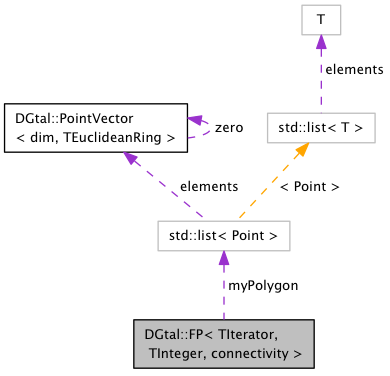 T
elements
DGtal::PointVector
< dim, TEuclideanRing >
zero
std::list< T >
elements
< Point >
std::list< Point >
myPolygon
DGtal::FP< TIterator,
TInteger, connectivity >